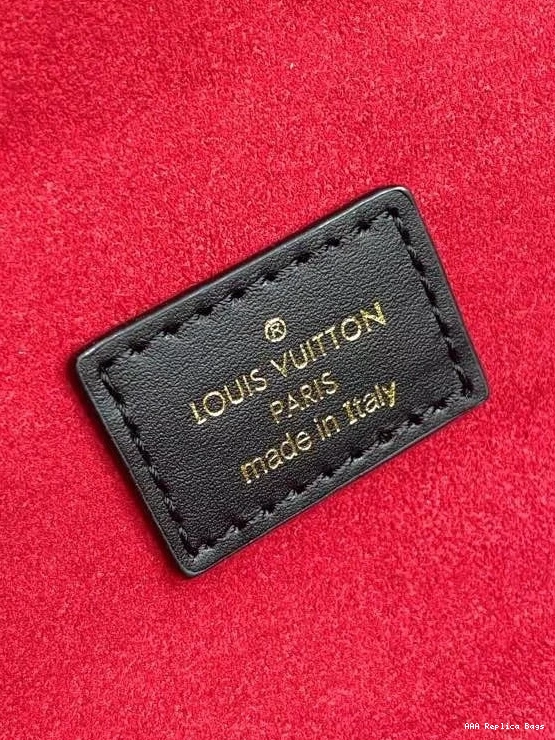 ®
LOUIS VUITTON
PARIS
made in Italy
AAA Replica Bags